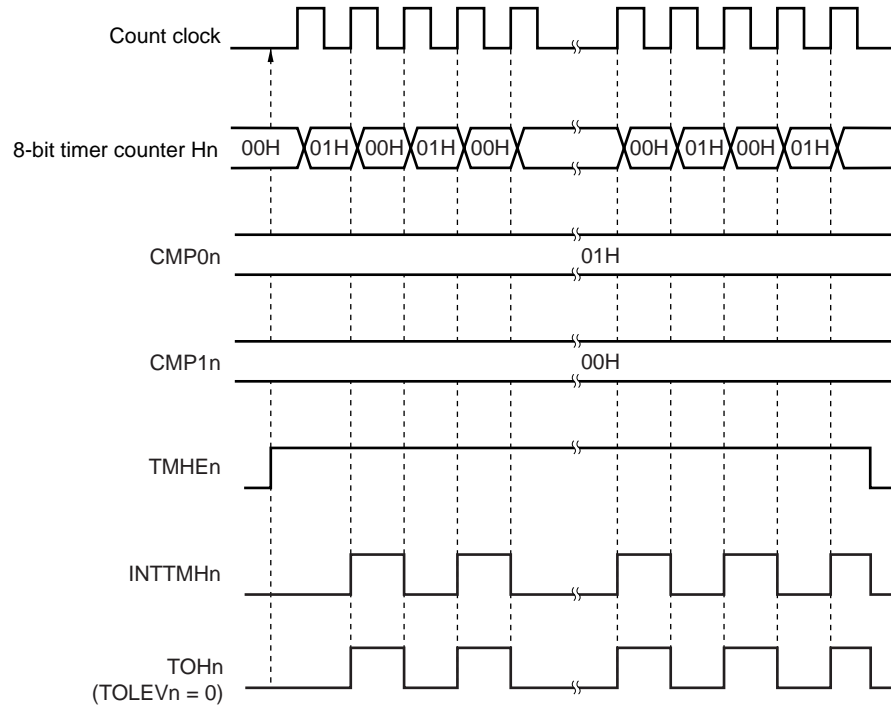 Count clock
8-bit timer counter Hn 00H 01H 00H 01H 00H 00H 01H 00H 01H
CMP0n 01H
CMP1n 00H
TMHEn
INTTMHn
TOHn
(TOLEVn = 0)